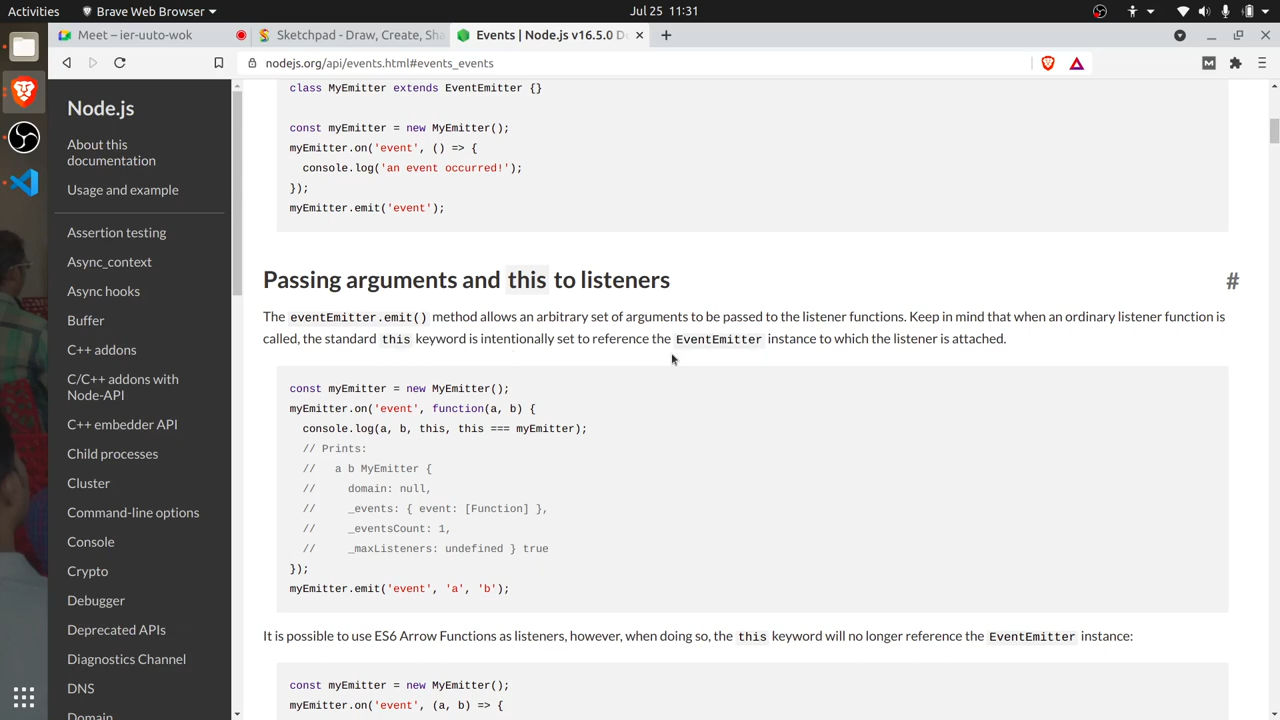 Activities
Brave Web Browser
Jul 25 11:31
Meet – ier-uuto-wok
Sketchpad - Draw, Create, Sha
Events | Node.js v16.5.0 D
nodejs.org/api/events.html#events_events
Node.js
About this
documentation
Usage and example
Assertion testing
Async_context
Async hooks
Buffer
C++ addons
C/C++ addons with
Node-API
C++ embedder API
Child processes
Cluster
Command-line options
Console
Crypto
Debugger
Deprecated APIs
Diagnostics Channel
DNS
Domain
class MyEmitter extends EventEmitter {}
const myEmitter = new MyEmitter();
myEmitter.on('event', () => {
  console.log('an event occurred!');
});
myEmitter.emit('event');
Passing arguments and this to listeners
#
The eventEmitter.emit() method allows an arbitrary set of arguments to be passed to the listener functions. Keep in mind that when an ordinary listener function is
called, the standard this keyword is intentionally set to reference the EventEmitter instance to which the listener is attached.
const myEmitter = new MyEmitter();
myEmitter.on('event', function(a, b) {
  console.log(a, b, this, this === myEmitter);
  // Prints:
  //   a b MyEmitter {
  //     domain: null,
  //     _events: { event: [Function] },
  //     _eventsCount: 1,
  //     _maxListeners: undefined } true
});
myEmitter.emit('event', 'a', 'b');
It is possible to use ES6 Arrow Functions as listeners, however, when doing so, the this keyword will no longer reference the EventEmitter instance:
const myEmitter = new MyEmitter();
myEmitter.on('event', (a, b) => {